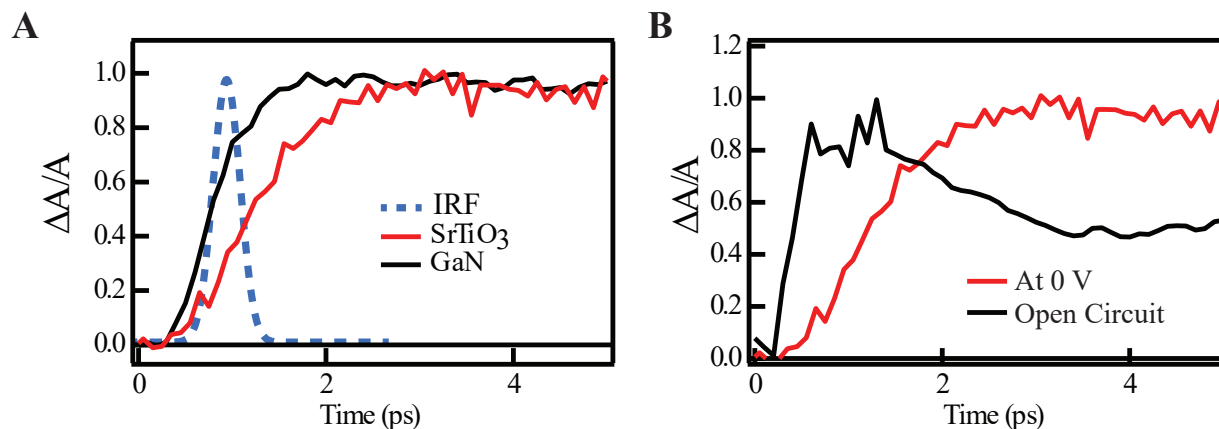 A
ΔA/A
1.0
0.8
0.6
0.4
0.2
0.0
IRF
SrTiO3
GaN
0
2
4
Time (ps)
B
ΔA/A
1.2
1.0
0.8
0.6
0.4
0.2
0.0
At 0 V
Open Circuit
0
2
4
Time (ps)